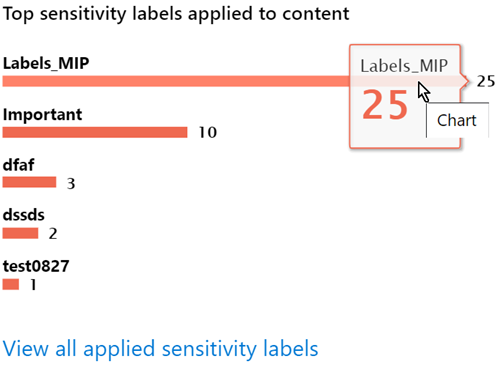 Top sensitivity labels applied to content
Labels_MIP
25
Labels_MIP
25
Chart
Important
10
dfaf
3
dssds
2
test0827
1
View all applied sensitivity labels